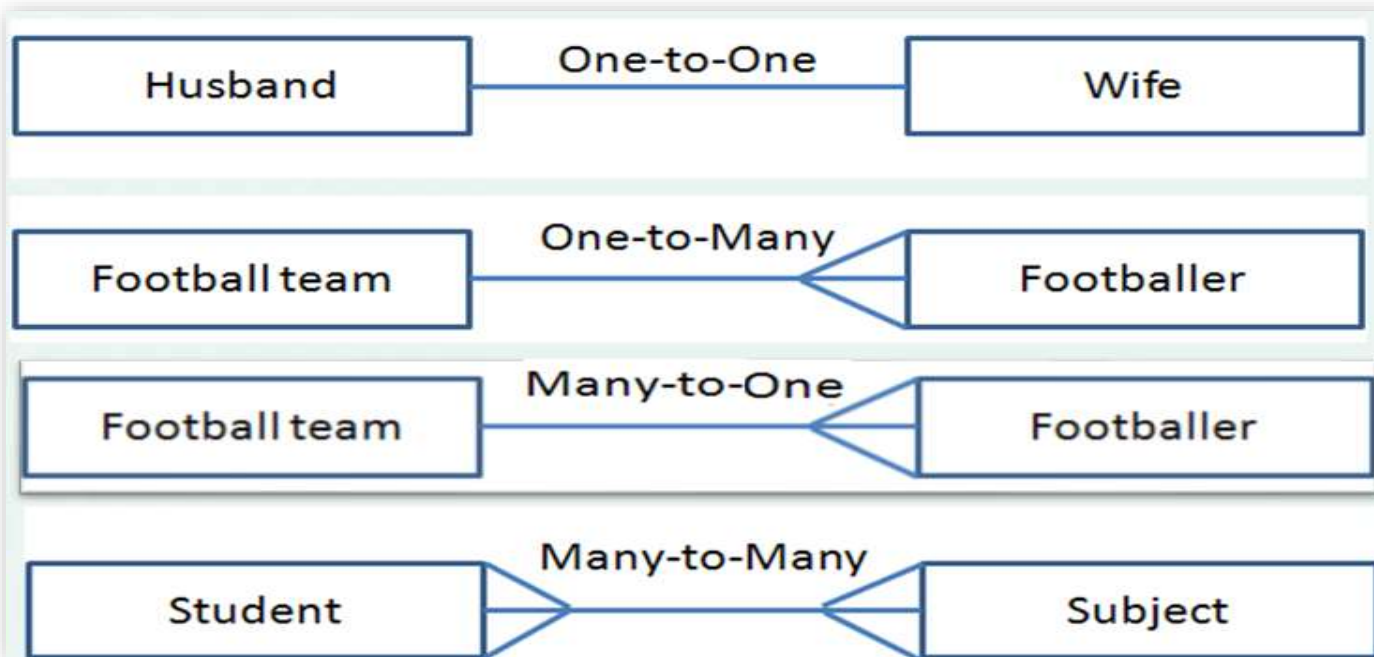 One-to-One
Husband Wife
One-to-Many
Football team Footballer
Many-to-One
Football team Footballer
Many-to-Many
Student Subject